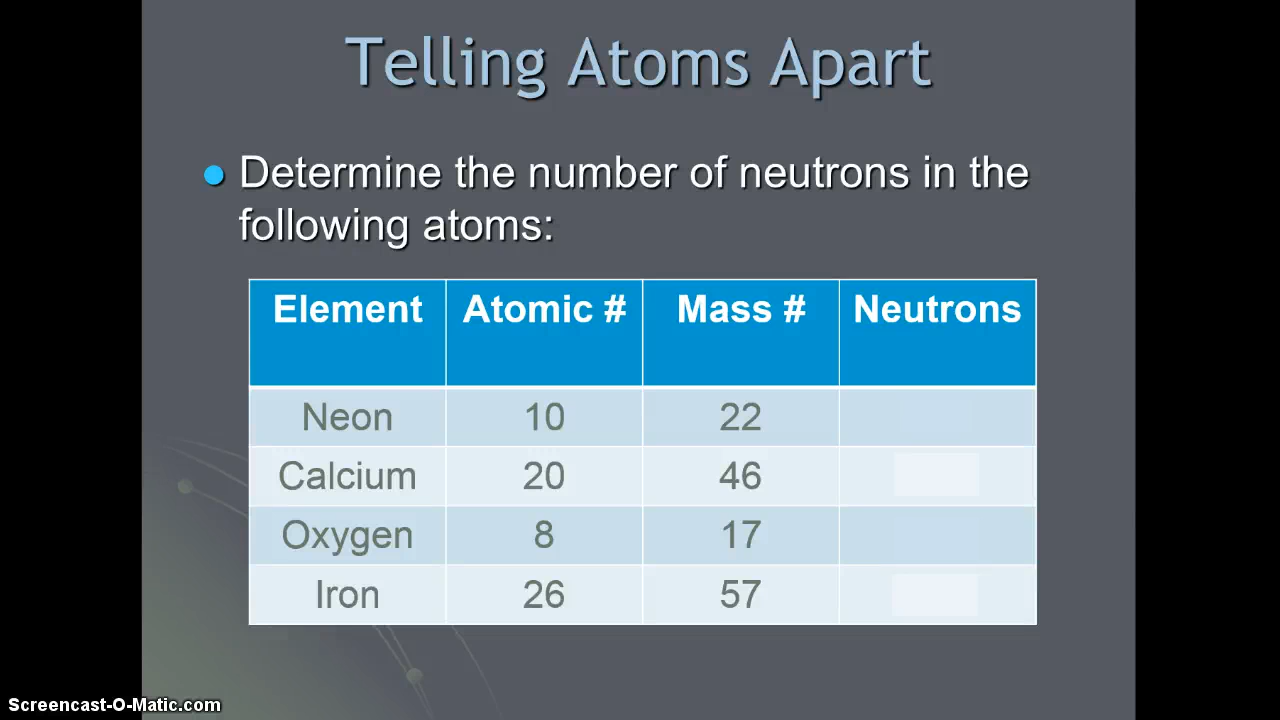 Telling Atoms Apart
Determine the number of neutrons in the
following atoms:
Element Atomic # Mass # Neutrons
Neon 10 22
Calcium 20 46
Oxygen 8 17
Iron 26 57
Screencast-O-Matic.com